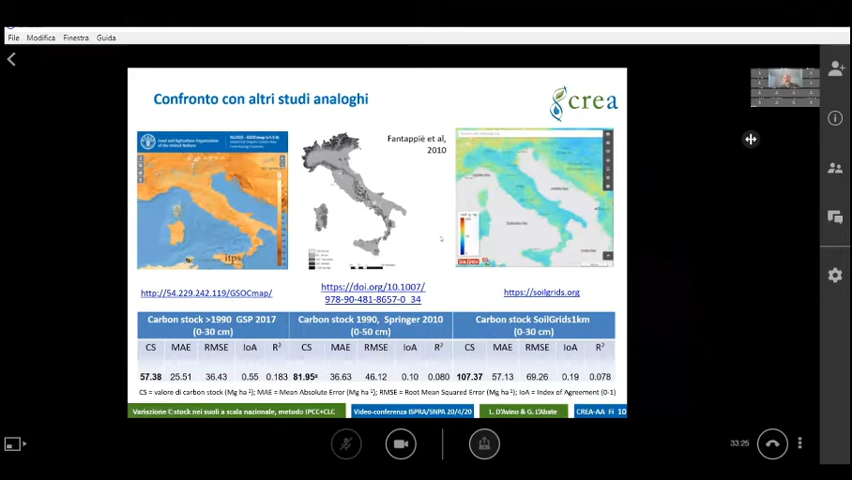 File Modifica Finestra Guida
Confronto con altri studi analoghi
crea
Food and Agriculture Organization
of the United Nations
itps
Fantappiè et al,
2010
http://54.229.242.119/GSOCmap/
https://doi.org/10.1007/
978-90-481-8657-0_34
https://soilgrids.org
Carbon stock >1990 GSP 2017
(0-30 cm)
Carbon stock 1990, Springer 2010
(0-50 cm)
Carbon stock SoilGrids1km
(0-30 cm)
CS MAE RMSE IoA R² CS MAE RMSE IoA R² CS MAE RMSE IoA R²
57.38 25.51 36.43 0.55 0.183 81.95ᵃ 36.63 46.12 0.10 0.080 107.37 57.13 69.26 0.19 0.078
CS = valore di carbon stock (Mg ha⁻¹); MAE = Mean Absolute Error (Mg ha⁻¹); RMSE = Root Mean Squared Error (Mg ha⁻¹); IoA = Index of Agreement (0-1)
Variazione C-stock nei suoli a scala nazionale, metodo IPCC+CLC
Video-conferenza ISPRA/SNPA 20/4/20
L. D'Avino & G. L'Abate
CREA-AA Fi 10
33:25